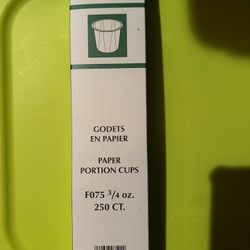 GODETS
EN PAPIER
PAPER
PORTION CUPS
F075 3/4 oz.
250 CT.